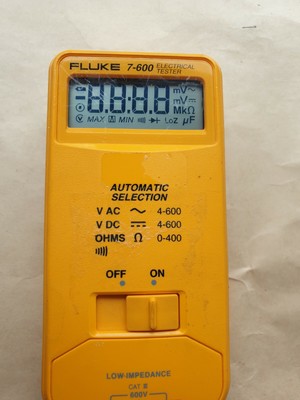 FLUKE 7-600 ELECTRICAL TESTER
8.8.8.8 mV~
mV⎓
MkΩ
MAX MIN LoZ µF
AUTOMATIC
SELECTION
V AC ~ 4-600
V DC ⎓ 4-600
OHMS Ω 0-400
OFF ON
LOW IMPEDANCE
CAT II
600V